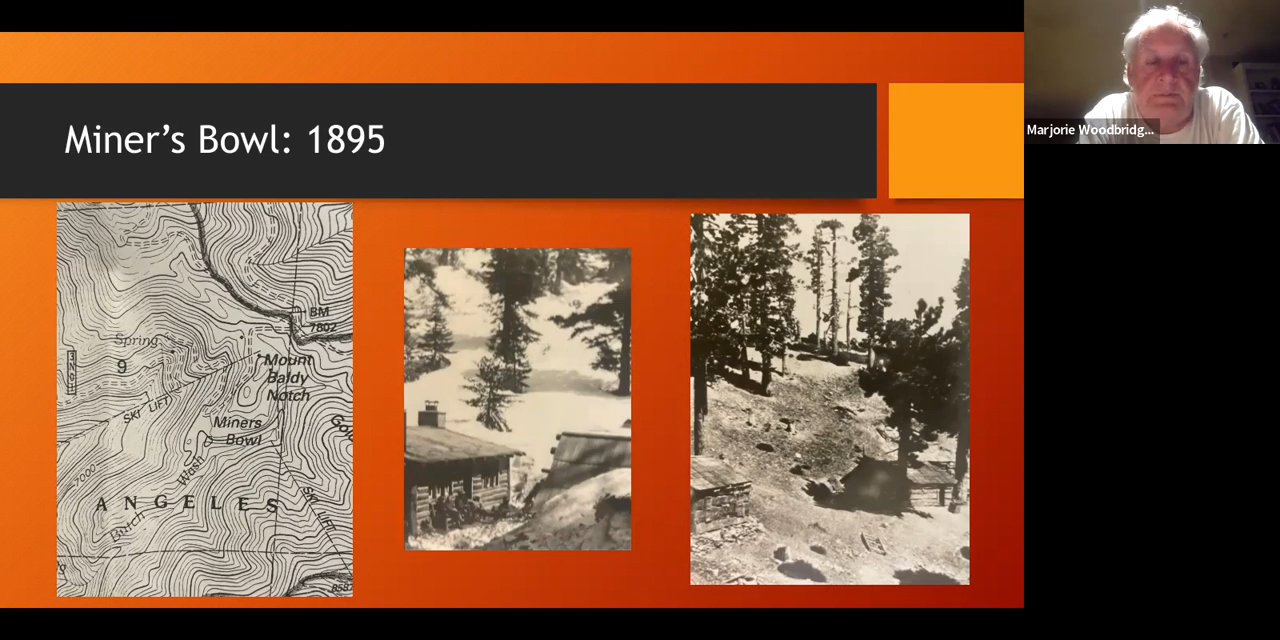 Miner's Bowl: 1895
Marjorie Woodbridg...
BM
7802
Spring
9
Mount
Baldy
Notch
SKI LIFT
Miners
Bowl
7000
Wash
ANGELES
Butch
SKI LIFT